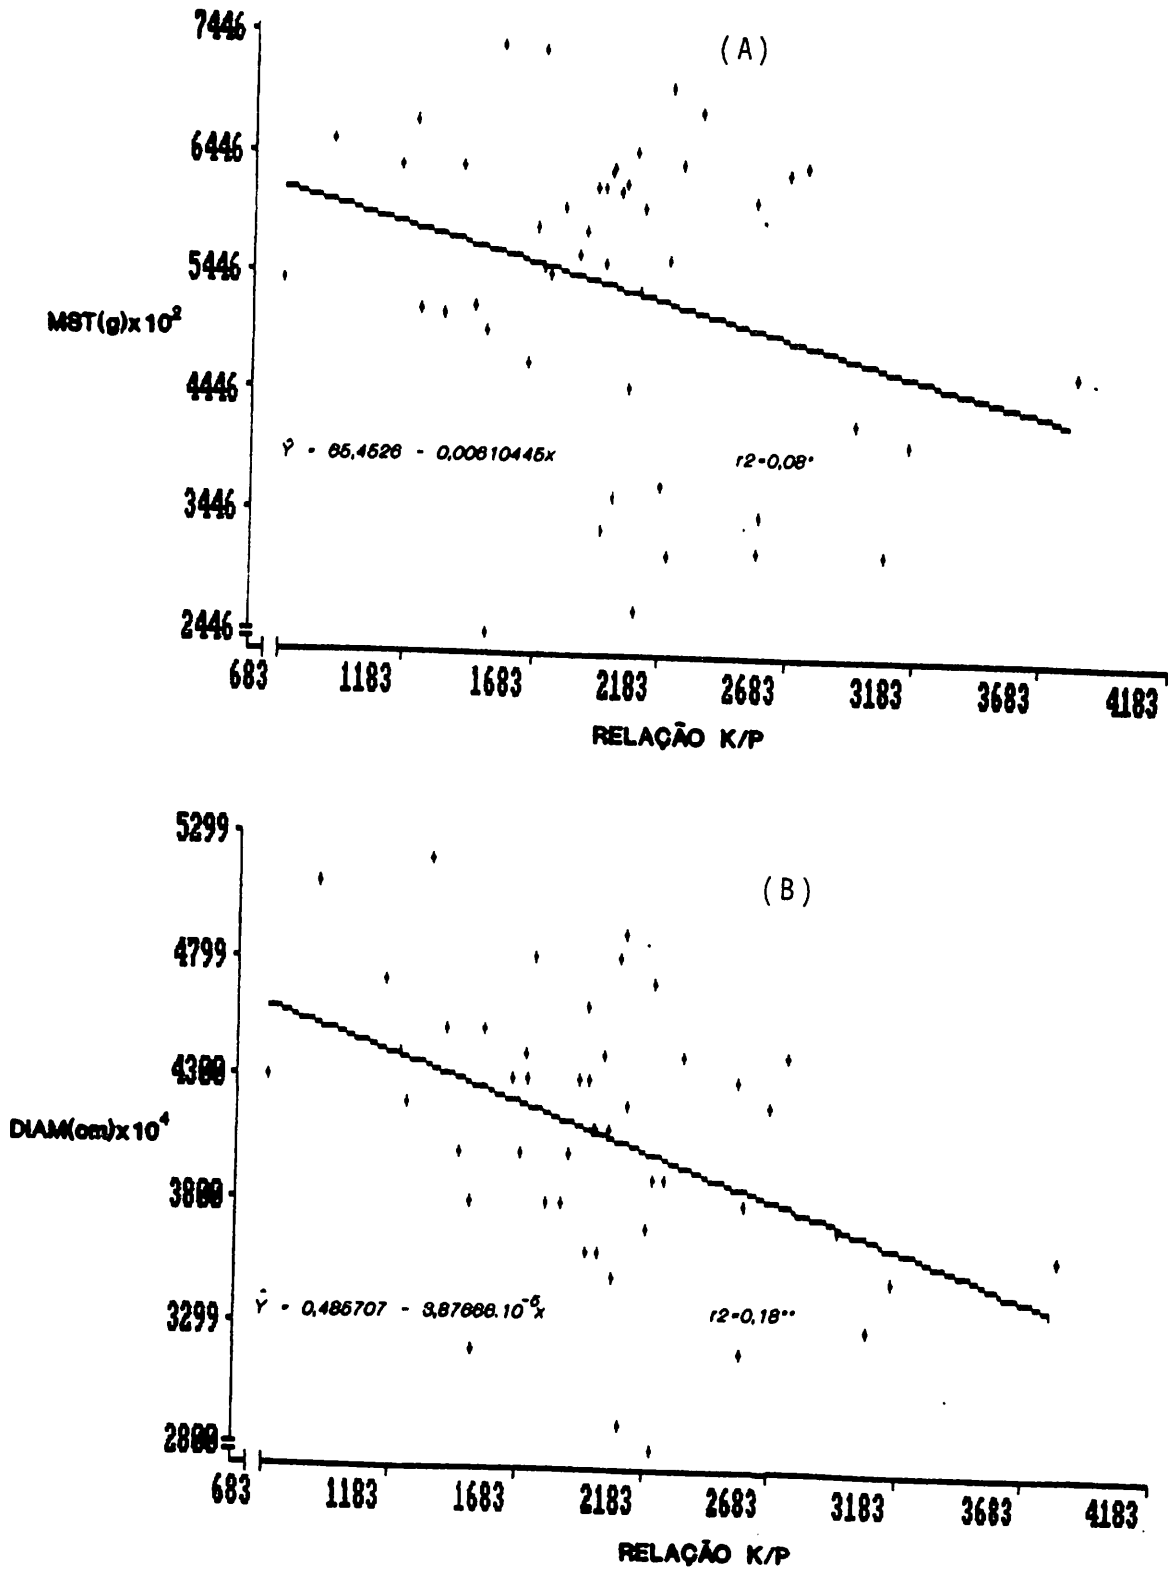 (A)
7446
6446
5446
MST(g)x10²
4446
Ŷ = 65,4526 - 0,00610445x r2=0,08*
3446
2446
683 1183 1683 2183 2683 3183 3683 4183
RELAÇÃO K/P
5299
(B)
4799
4300
DIAM(cm)x10⁴
3800
Ŷ = 0,485707 - 3,87666.10⁻⁵x r2=0,18**
3299
2800
683 1183 1683 2183 2683 3183 3683 4183
RELAÇÃO K/P